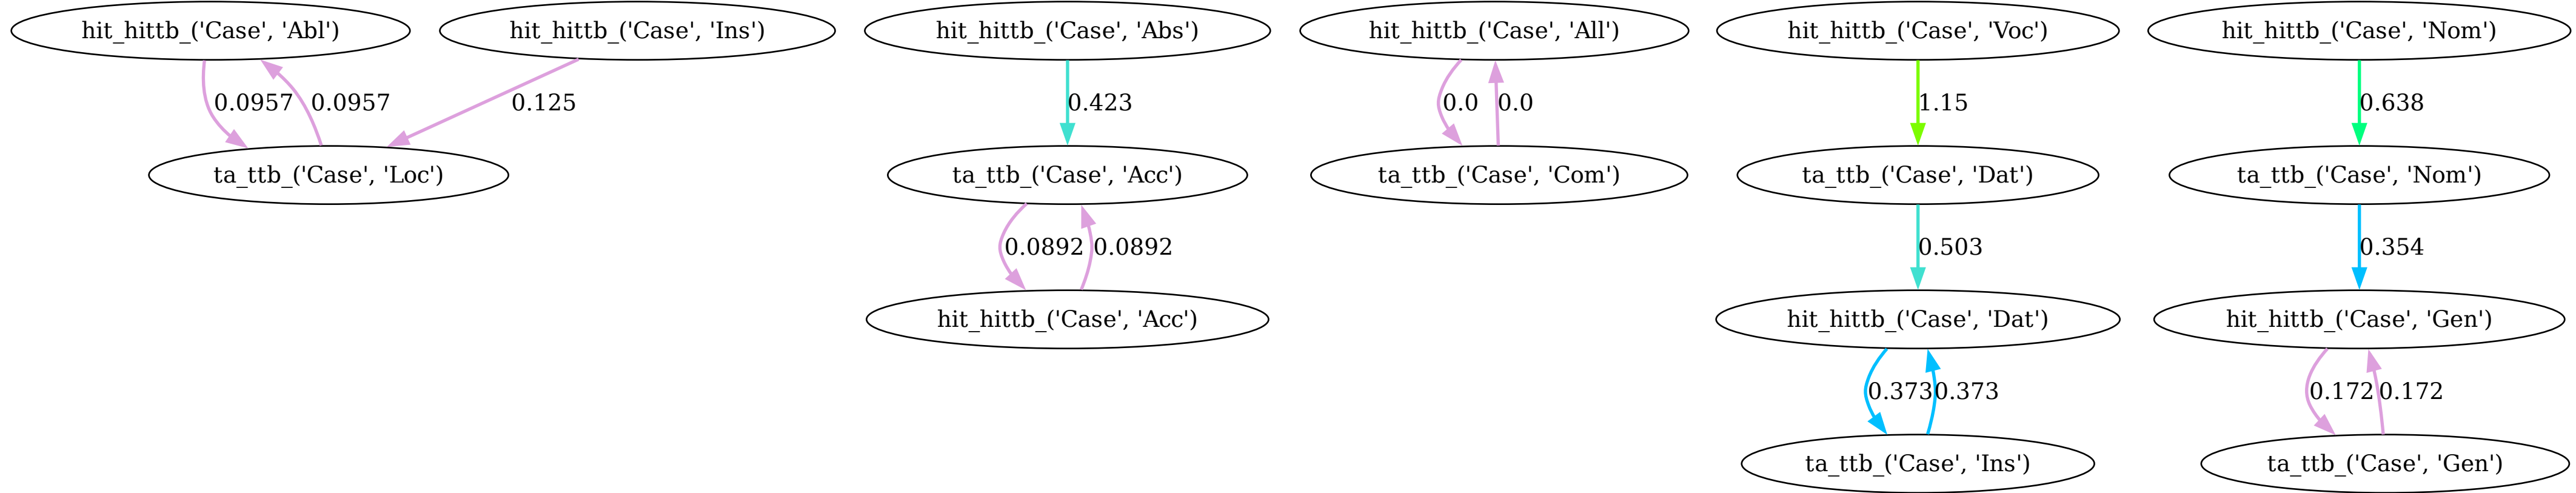 hit_hittb_('Case', 'Abl')
hit_hittb_('Case', 'Ins')
hit_hittb_('Case', 'Abs')
hit_hittb_('Case', 'All')
hit_hittb_('Case', 'Voc')
hit_hittb_('Case', 'Nom')
0.0957
0.0957
0.125
0.423
0.0
0.0
1.15
0.638
ta_ttb_('Case', 'Loc')
ta_ttb_('Case', 'Acc')
ta_ttb_('Case', 'Com')
ta_ttb_('Case', 'Dat')
ta_ttb_('Case', 'Nom')
0.0892
0.0892
0.503
0.354
hit_hittb_('Case', 'Acc')
hit_hittb_('Case', 'Dat')
hit_hittb_('Case', 'Gen')
0.373
0.373
0.172
0.172
ta_ttb_('Case', 'Ins')
ta_ttb_('Case', 'Gen')